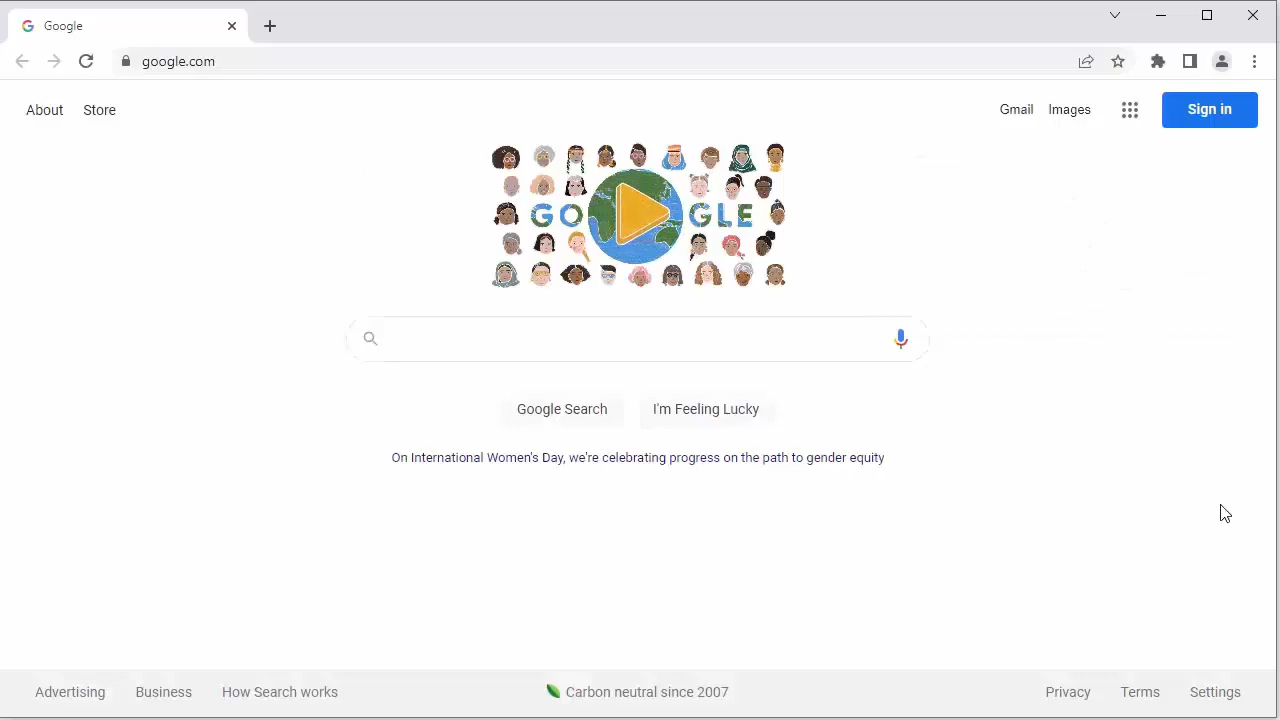 Google
google.com
About Store
Gmail Images
Sign in
GOOGLE
Google Search I'm Feeling Lucky
On International Women's Day, we're celebrating progress on the path to gender equity
Advertising Business How Search works
Carbon neutral since 2007
Privacy Terms Settings